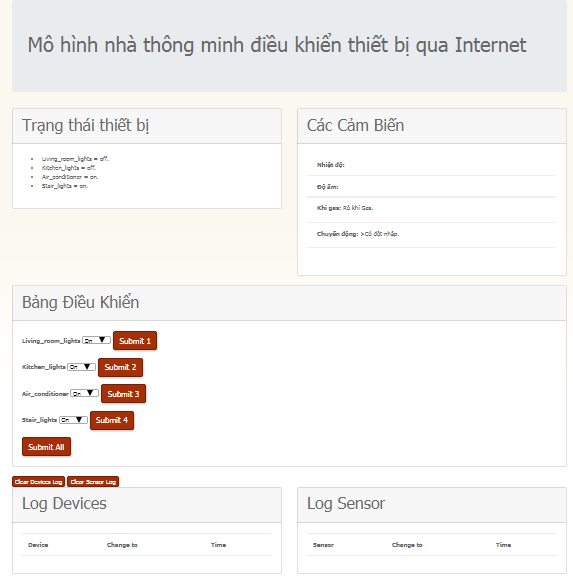 Mô hình nhà thông minh điều khiển thiết bị qua Internet
Trạng thái thiết bị
Living_room_lights = off.
Kitchen_lights = off.
Air_conditioner = on.
Stair_lights = on.
Các Cảm Biến
Nhiệt độ:
Độ ẩm:
Khí gas: Rò khí Gas.
Chuyển động: >Có đột nhập.
Bảng Điều Khiển
Living_room_lights On Submit 1
Kitchen_lights On Submit 2
Air_conditioner On Submit 3
Stair_lights On Submit 4
Submit All
Clear Devices Log Clear Sensor Log
Log Devices
Device Change to Time
Log Sensor
Sensor Change to Time